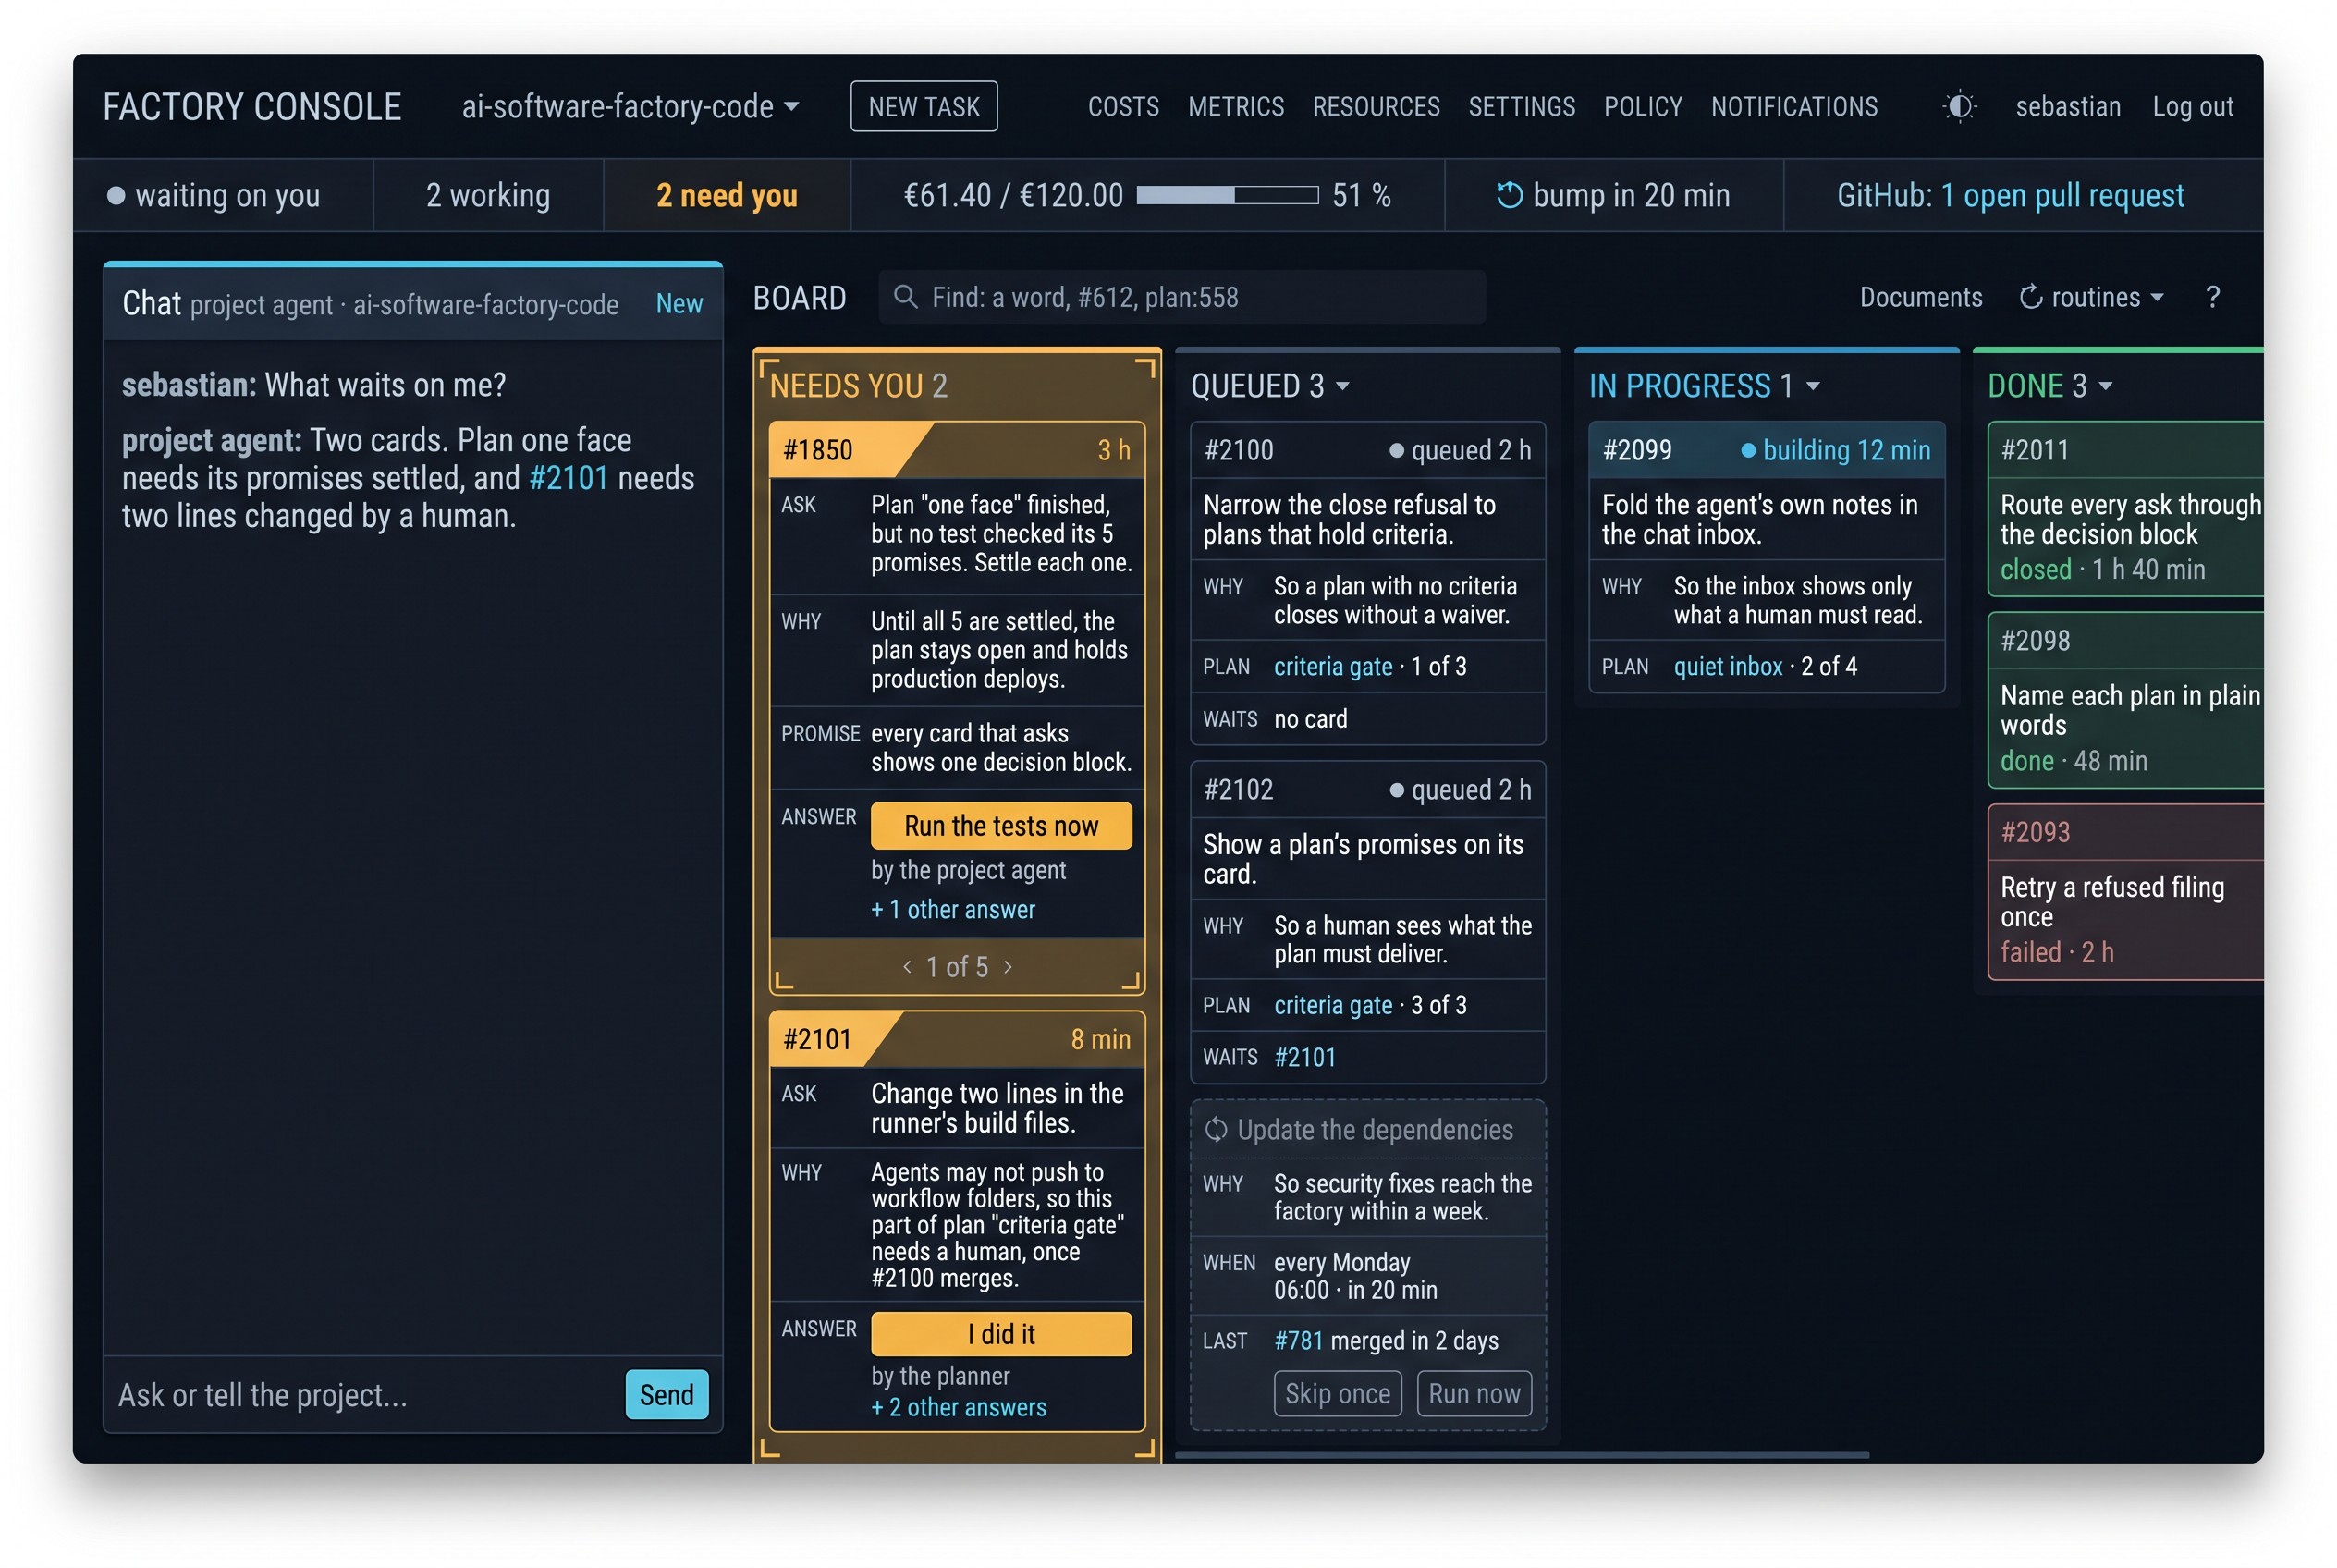 FACTORY CONSOLE
ai-software-factory-code
NEW TASK
COSTS
METRICS
RESOURCES
SETTINGS
POLICY
NOTIFICATIONS
sebastian
Log out
waiting on you
2 working
2 need you
€61.40 / €120.00
51 %
bump in 20 min
GitHub: 1 open pull request
Chat project agent · ai-software-factory-code
New
sebastian: What waits on me?
project agent: Two cards. Plan one face
needs its promises settled, and #2101 needs
two lines changed by a human.
Ask or tell the project...
Send
BOARD
Find: a word, #612, plan:558
Documents
routines
?
NEEDS YOU 2
#1850
3 h
ASK
Plan "one face" finished,
but no test checked its 5
promises. Settle each one.
WHY
Until all 5 are settled, the
plan stays open and holds
production deploys.
PROMISE
every card that asks
shows one decision block.
ANSWER
Run the tests now
by the project agent
+ 1 other answer
‹ 1 of 5 ›
#2101
8 min
ASK
Change two lines in the
runner's build files.
WHY
Agents may not push to
workflow folders, so this
part of plan "criteria gate"
needs a human, once
#2100 merges.
ANSWER
I did it
by the planner
+ 2 other answers
QUEUED 3
#2100
queued 2 h
Narrow the close refusal to
plans that hold criteria.
WHY
So a plan with no criteria
closes without a waiver.
PLAN
criteria gate · 1 of 3
WAITS
no card
#2102
queued 2 h
Show a plan’s promises on its
card.
WHY
So a human sees what the
plan must deliver.
PLAN
criteria gate · 3 of 3
WAITS
#2101
Update the dependencies
WHY
So security fixes reach the
factory within a week.
WHEN
every Monday
06:00 · in 20 min
LAST
#781 merged in 2 days
Skip once
Run now
IN PROGRESS 1
#2099
building 12 min
Fold the agent's own notes in
the chat inbox.
WHY
So the inbox shows only
what a human must read.
PLAN
quiet inbox · 2 of 4
DONE 3
#2011
Route every ask through
the decision block
closed · 1 h 40 min
#2098
Name each plan in plain
words
done · 48 min
#2093
Retry a refused filing
once
failed · 2 h